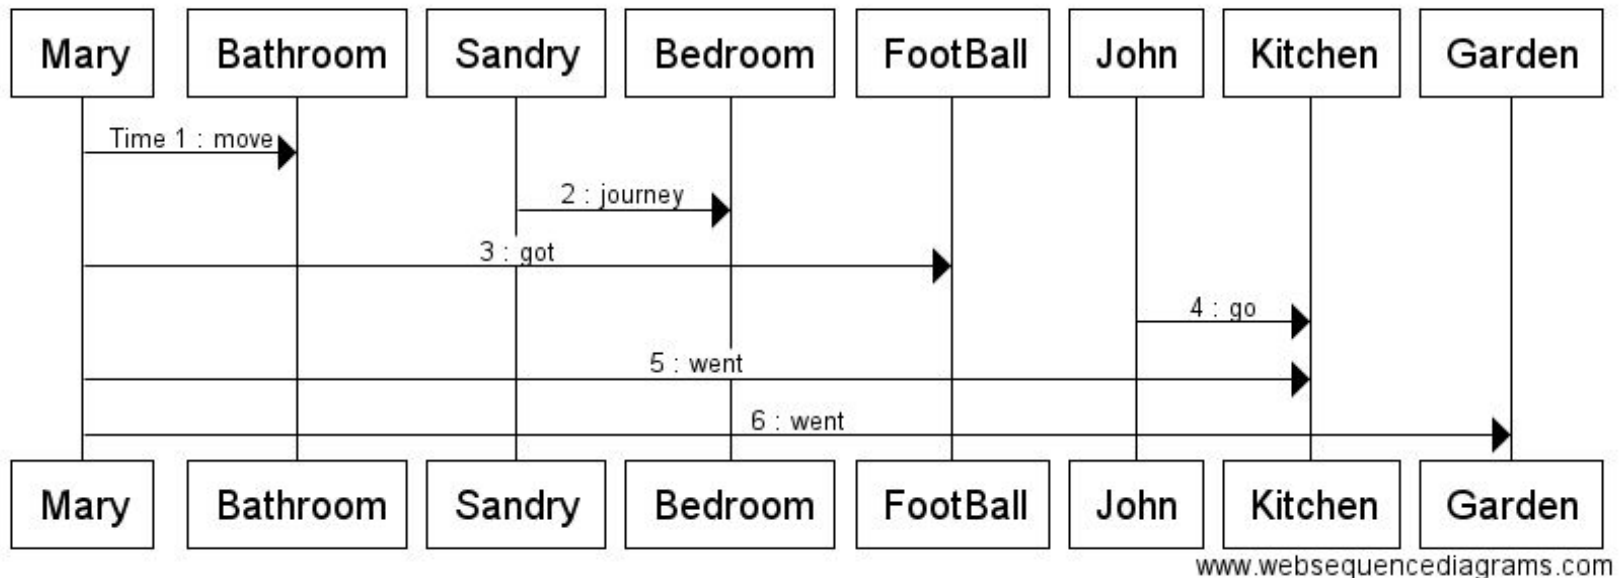 Mary Bathroom Sandry Bedroom FootBall John Kitchen Garden
Time 1 : move
2 : journey
3 : got
4 : go
5 : went
6 : went
Mary Bathroom Sandry Bedroom FootBall John Kitchen Garden
www.websequencediagrams.com